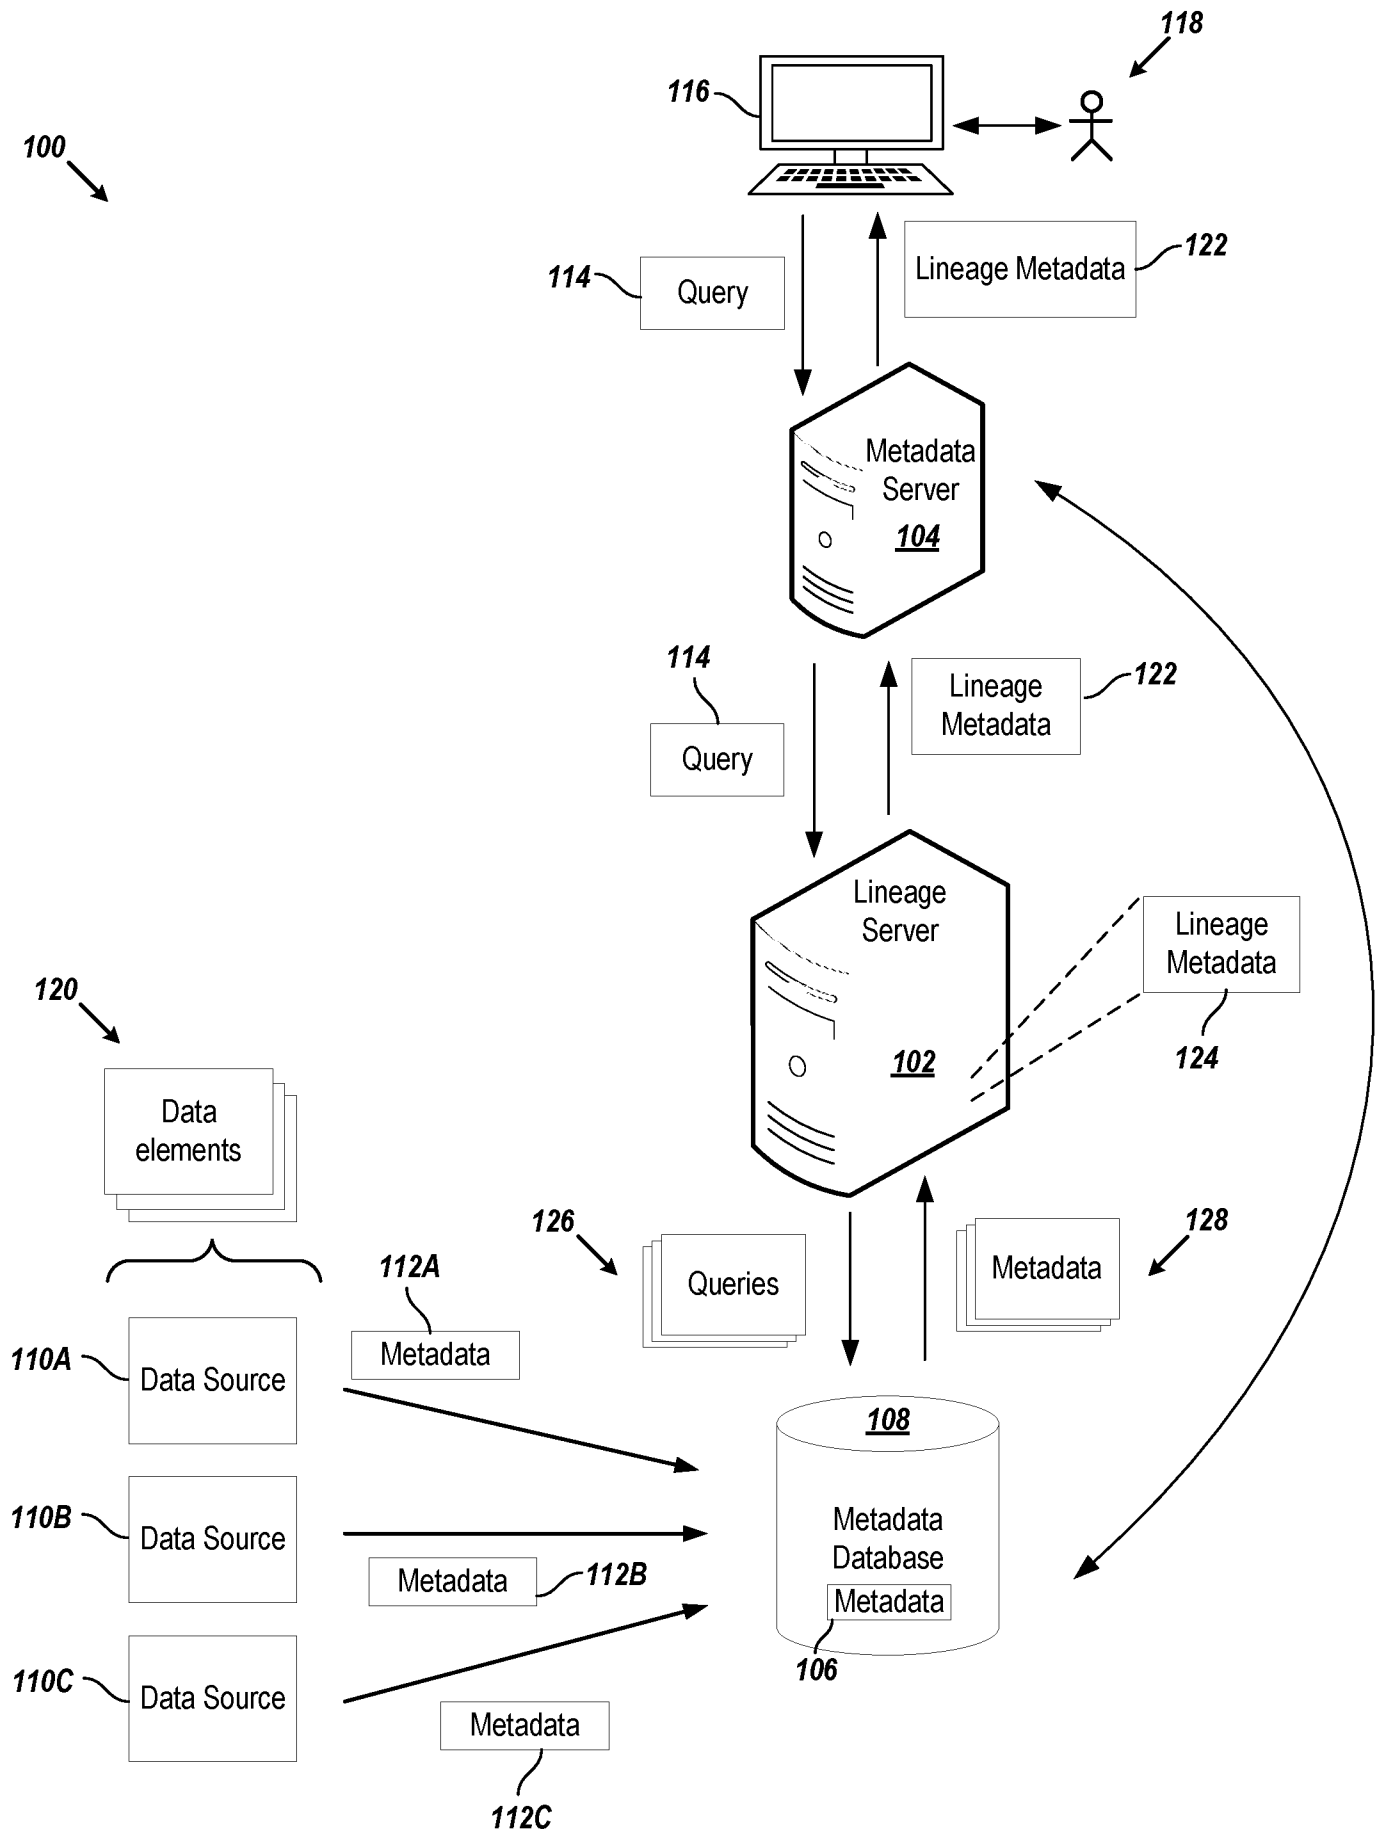 118
116
100
114
Query
Lineage Metadata
122
Metadata
Server
104
114
Query
Lineage
Metadata
122
Lineage
Server
102
Lineage
Metadata
124
120
Data
elements
126
Queries
Metadata
128
112A
Metadata
110A
Data Source
108
110B
Data Source
Metadata
112B
Metadata
Database
Metadata
106
110C
Data Source
Metadata
112C